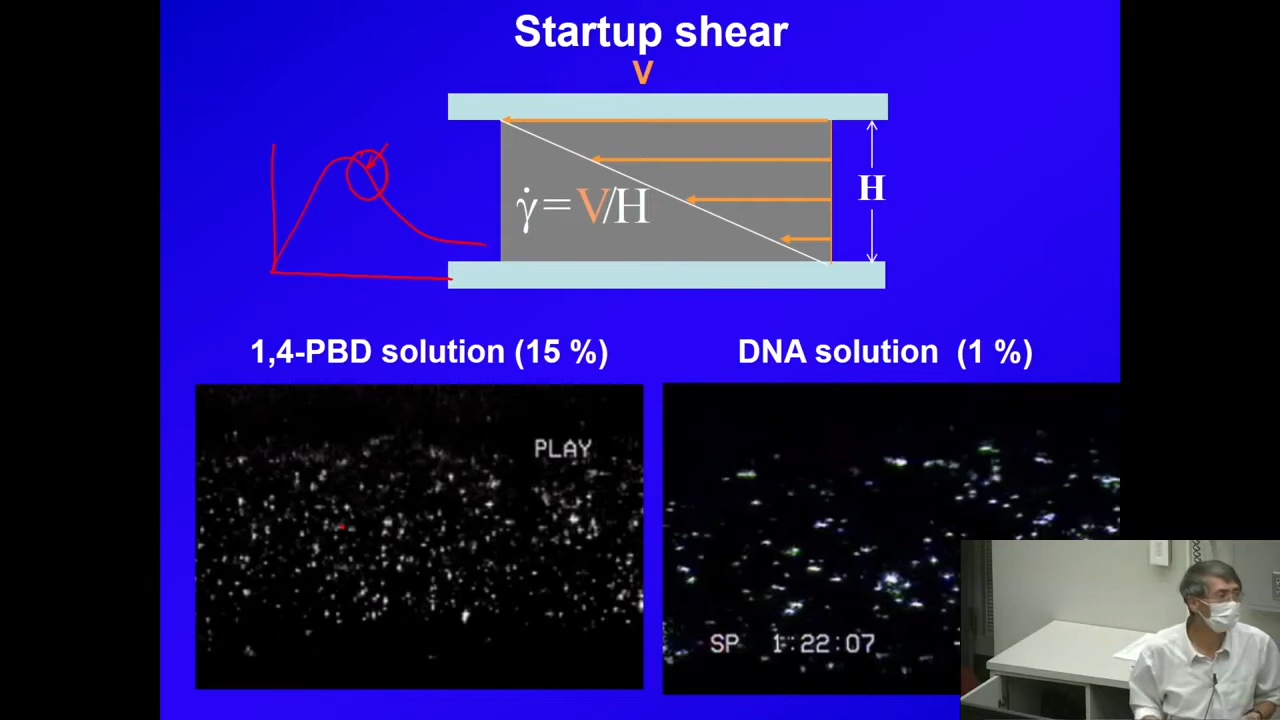 Startup shear
V
γ̇ = V/H
H
1,4-PBD solution (15 %)
DNA solution (1 %)
PLAY
SP 1:22:07